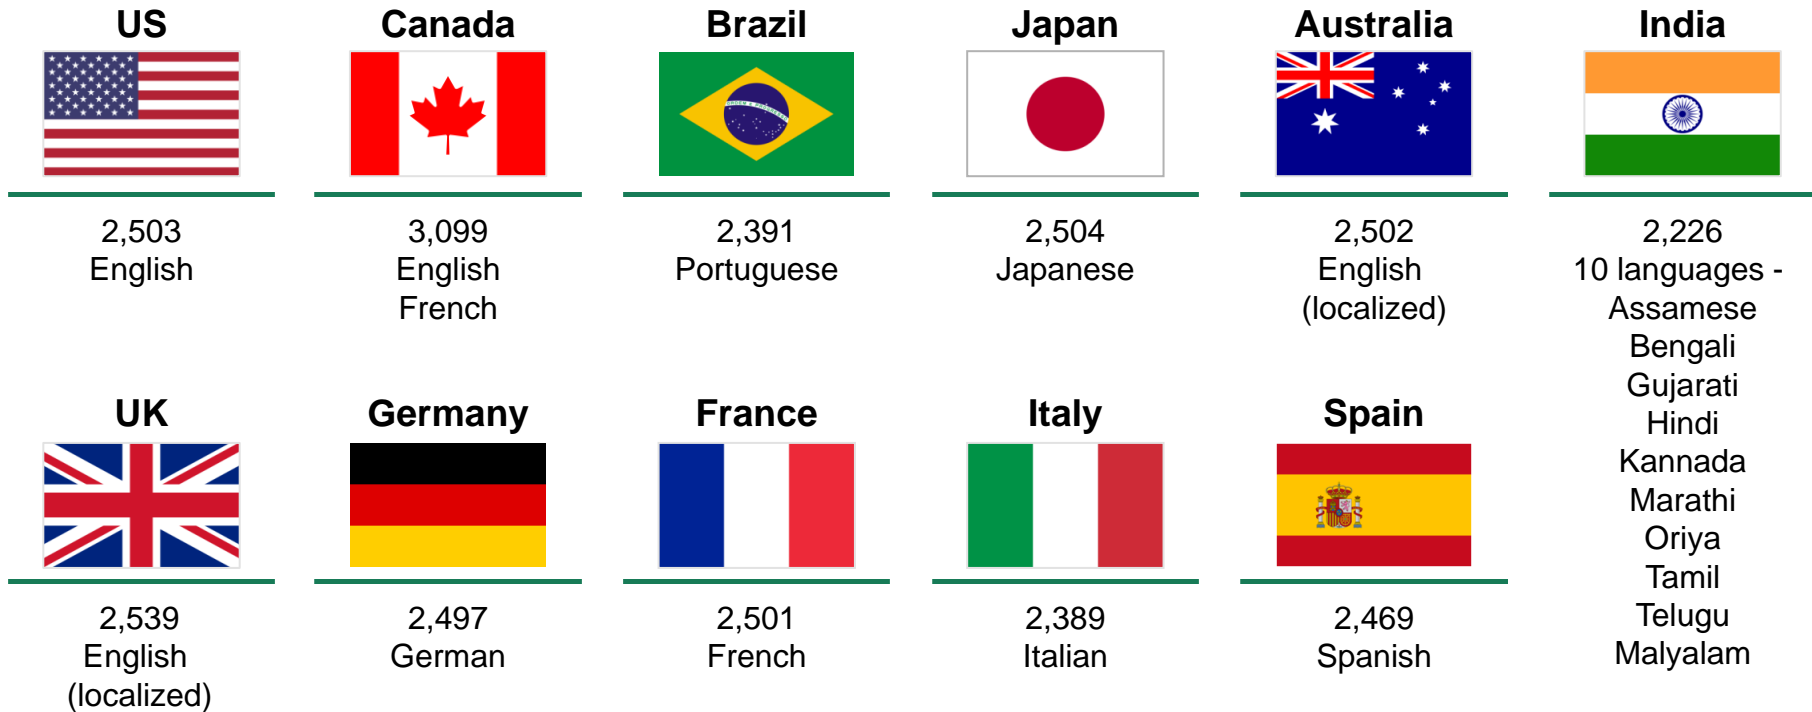 US
2,503
English
Canada
3,099
English
French
Brazil
2,391
Portuguese
Japan
2,504
Japanese
Australia
2,502
English
(localized)
India
2,226
10 languages -
Assamese
Bengali
Gujarati
Hindi
Kannada
Marathi
Oriya
Tamil
Telugu
Malyalam
UK
2,539
English
(localized)
Germany
2,497
German
France
2,501
French
Italy
2,389
Italian
Spain
2,469
Spanish